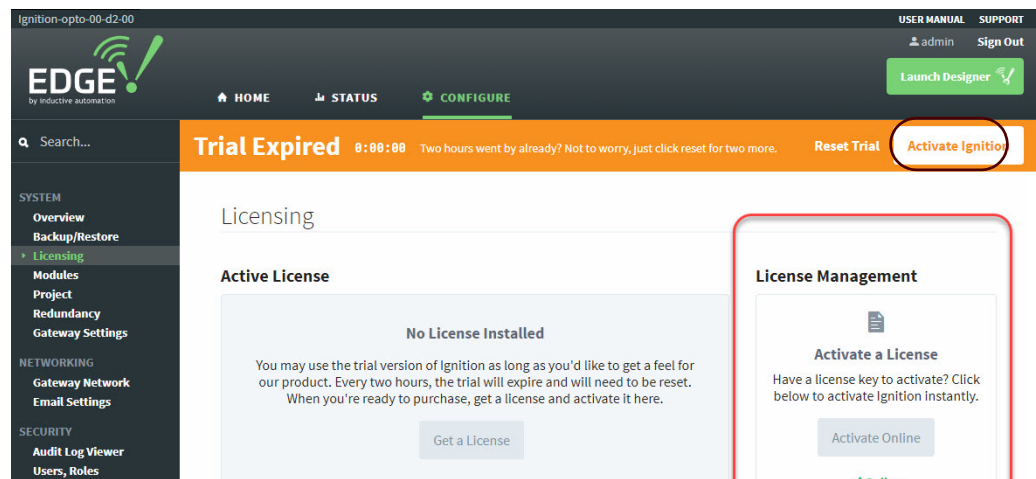 Ignition-opto-00-d2-00
USER MANUAL SUPPORT
admin Sign Out
EDGE
by inductive automation
Launch Designer
HOME STATUS CONFIGURE
Search...
Trial Expired 0:00:00 Two hours went by already? Not to worry, just click reset for two more. Reset Trial Activate Ignition
SYSTEM
Overview
Backup/Restore
Licensing
Modules
Project
Redundancy
Gateway Settings
NETWORKING
Gateway Network
Email Settings
SECURITY
Audit Log Viewer
Users, Roles
Licensing
Active License
No License Installed
You may use the trial version of Ignition as long as you'd like to get a feel for
our product. Every two hours, the trial will expire and will need to be reset.
When you're ready to purchase, get a license and activate it here.
Get a License
License Management
Activate a License
Have a license key to activate? Click
below to activate Ignition instantly.
Activate Online